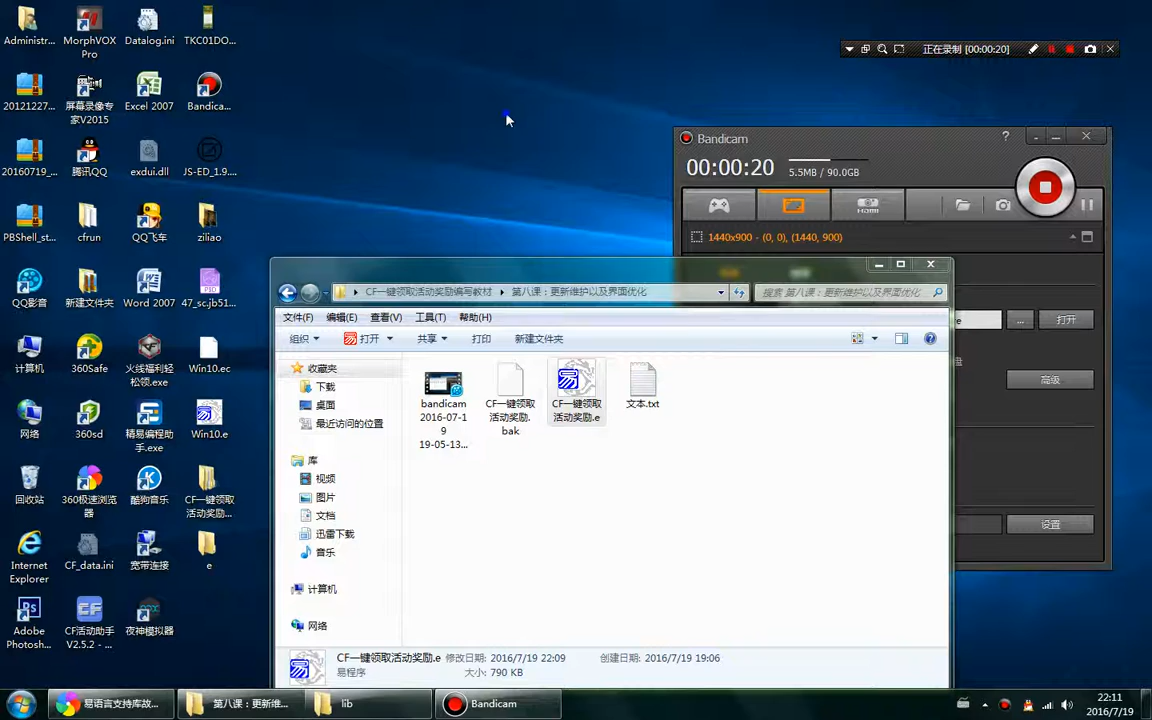 Administr...
MorphVOX
Pro
Datalog.ini
TKC01DO...
20121227...
屏幕录像专
家V2015
Excel 2007
Bandica...
20160719_...
腾讯QQ
exdui.dll
JS-ED_1.9....
PBShell_st...
cfrun
QQ飞车
ziliao
QQ影音
新建文件夹
Word 2007
47_sc.jb51...
计算机
360Safe
火线福利轻
松领.exe
Win10.ec
网络
360sd
精易编程助
手.exe
Win10.e
回收站
360极速浏览
器
酷狗音乐
CF一键领取
活动奖励...
Internet
Explorer
CF_data.ini
宽带连接
e
Adobe
Photosh...
CF活动助手
V2.5.2 - ...
夜神模拟器
正在录制 [00:00:20]
Bandicam
00:00:20
5.5MB / 90.0GB
HDMI
1440x900 - (0, 0), (1440, 900)
...
打开
高级
设置
CF一键领取活动奖励编写教材
第八课：更新维护以及界面优化
搜索 第八课：更新维护以及界面优化
文件(F) 编辑(E) 查看(V) 工具(T) 帮助(H)
组织 打开 共享 打印 新建文件夹
收藏夹
下载
桌面
最近访问的位置
库
视频
图片
文档
迅雷下载
音乐
计算机
网络
bandicam
2016-07-1
9
19-05-13...
CF一键领取
活动奖励.
bak
CF一键领取
活动奖励.e
文本.txt
CF一键领取活动奖励.e 修改日期: 2016/7/19 22:09 创建日期: 2016/7/19 19:06
易程序 大小: 790 KB
易语言支持库故...
第八课：更新维...
lib
Bandicam
22:11
2016/7/19